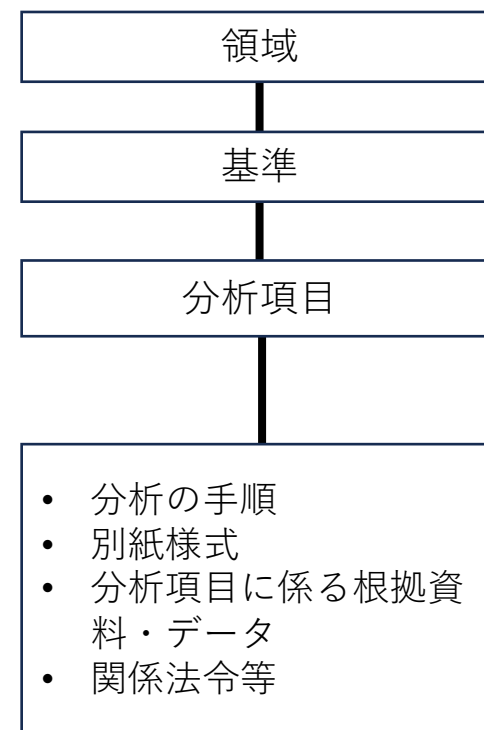 領域
基準
分析項目
• 分析の手順
• 別紙様式
• 分析項目に係る根拠資
料・データ
• 関係法令等